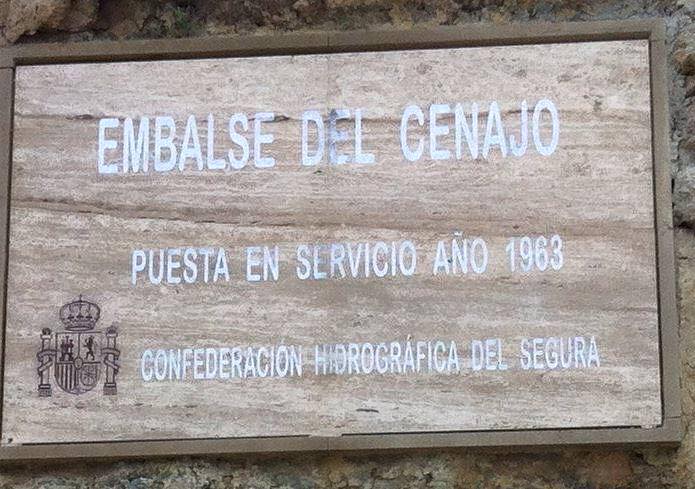 EMBALSE DEL CENAJO
PUESTA EN SERVICIO AÑO 1963
CONFEDERACIÓN HIDROGRÁFICA DEL SEGURA